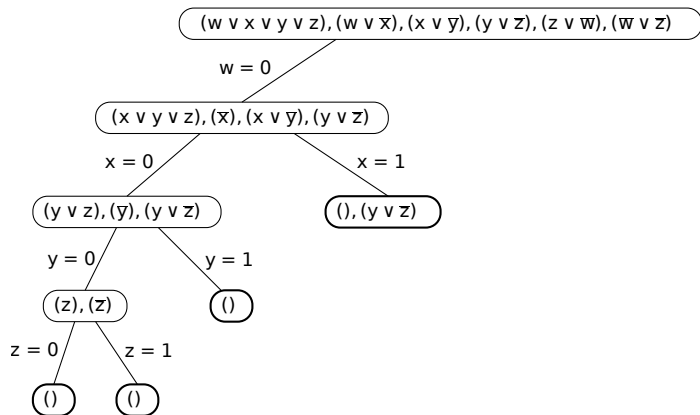 (w ∨ x ∨ y ∨ z), (w ∨ x̅), (x ∨ y̅), (y ∨ z̅), (z ∨ w̅), (w̅ ∨ z̅)
w = 0
(x ∨ y ∨ z), (x̅), (x ∨ y̅), (y ∨ z̅)
x = 0 x = 1
(y ∨ z), (y̅), (y ∨ z̅) (), (y ∨ z̅)
y = 0 y = 1
(z), (z̅) ()
z = 0 z = 1
() ()